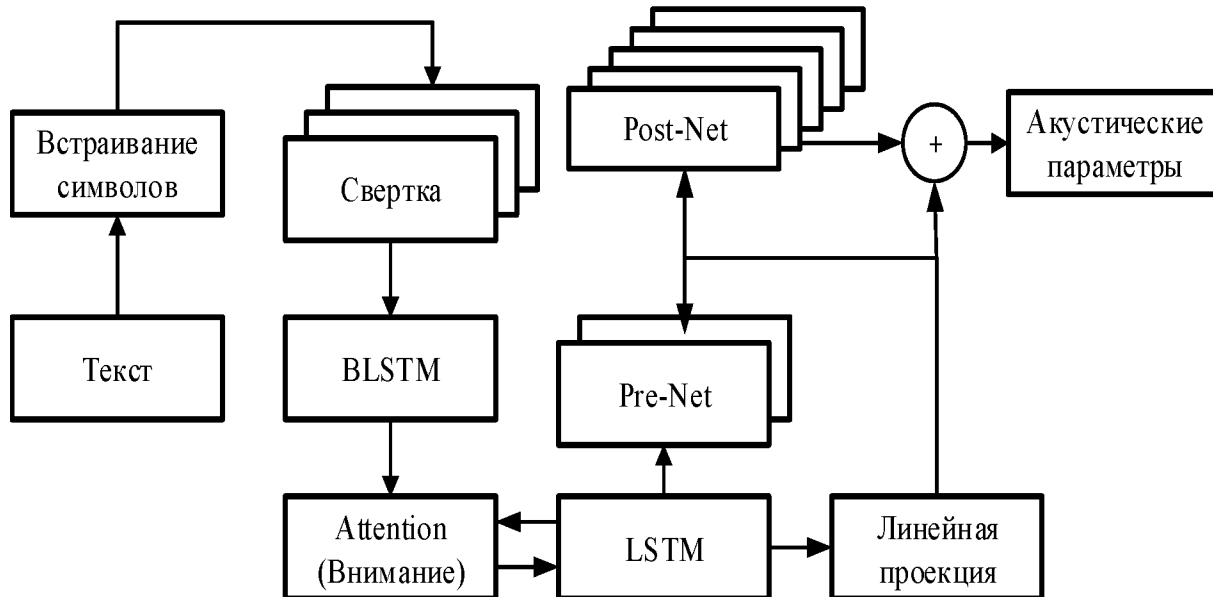 Встраивание
символов
Текст
Свертка
BLSTM
Attention
(Внимание)
Post-Net
Pre-Net
LSTM
Линейная
проекция
+
Акустические
параметры